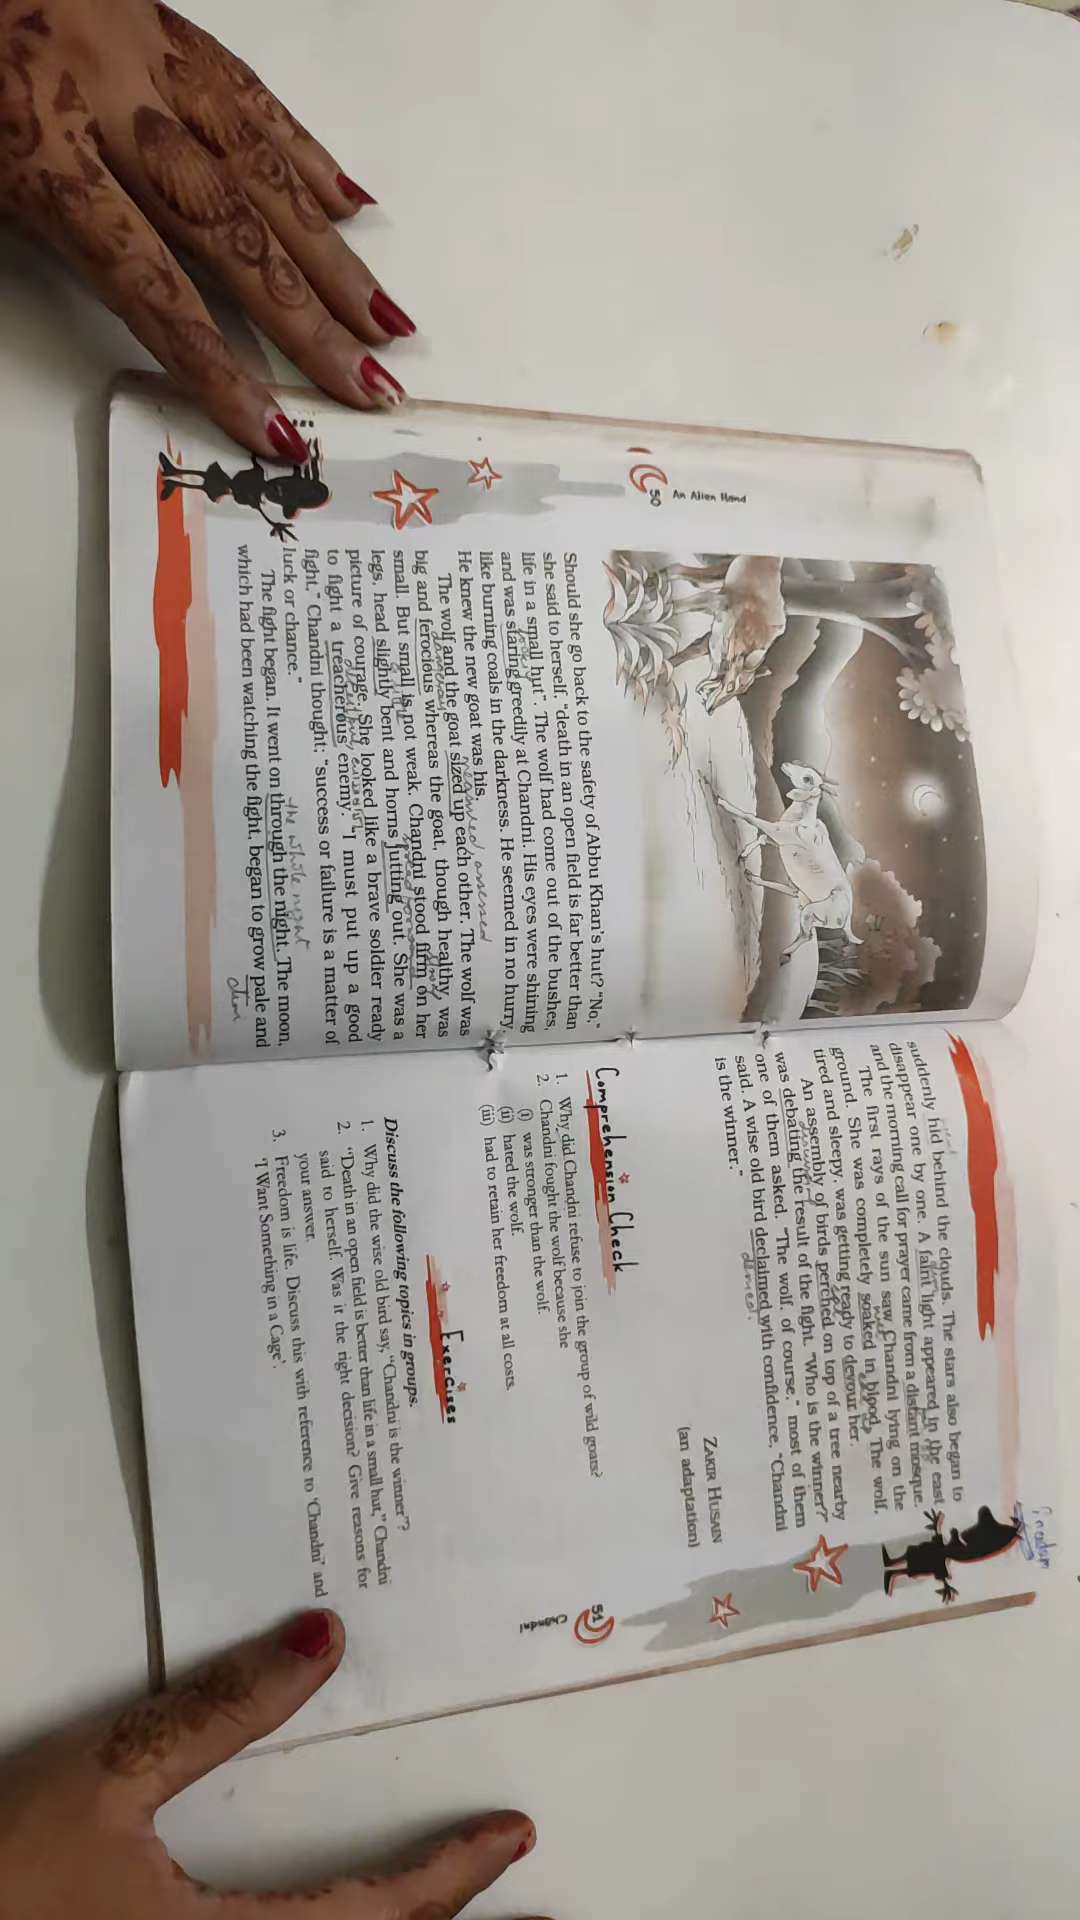 50
An Alien Hand
Should she go back to the safety of Abbu Khan's hut? "No,"
she said to herself, "death in an open field is far better than
life in a small hut". The wolf had come out of the bushes,
and was staring greedily at Chandni. His eyes were shining
like burning coals in the darkness. He seemed in no hurry.
He knew the new goat was his.
measured assessed
The wolf and the goat sized up each other. The wolf was
dangerous
big and ferocious whereas the goat, though healthy, was
small. But small is not weak. Chandni stood firm on her
legs, head slightly bent and horns jutting out. She was a
picture of courage. She looked like a brave soldier ready
to fight a treacherous enemy. "I must put up a good
fight," Chandni thought; "success or failure is a matter of
luck or chance."
the whole night
The fight began. It went on through the night. The moon,
which had been watching the fight, began to grow pale and
dim
suddenly hid behind the clouds. The stars also began to
disappear one by one. A faint light appeared in the east
and the morning call for prayer came from a distant mosque.
The first rays of the sun saw Chandni lying on the
wet
ground. She was completely soaked in blood. The wolf,
tired and sleepy, was getting ready to devour her.
eat
An assembly of birds perched on top of a tree nearby
was debating the result of the fight. "Who is the winner?"
one of them asked. "The wolf, of course," most of them
said. A wise old bird declaimed with confidence, "Chandni
is the winner."
ZAKIR HUSAIN
(an adaptation)
Comprehension Check
1. Why did Chandni refuse to join the group of wild goats?
2. Chandni fought the wolf because she
(i) was stronger than the wolf.
(ii) hated the wolf.
(iii) had to retain her freedom at all costs.
Exercises
Discuss the following topics in groups.
1. Why did the wise old bird say, "Chandni is the winner"?
2. "Death in an open field is better than life in a small hut," Chandni
said to herself. Was it the right decision? Give reasons for
your answer.
3. Freedom is life. Discuss this with reference to 'Chandni' and
'I Want Something in a Cage'.
51
Chandni